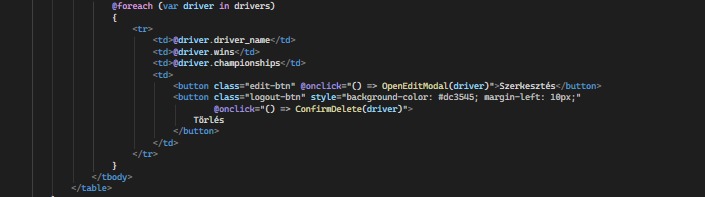 @foreach (var driver in drivers)
{
<tr>
<td>@driver.driver_name</td>
<td>@driver.wins</td>
<td>@driver.championships</td>
<td>
<button class="edit-btn" @onclick="() => OpenEditModal(driver)">Szerkesztés</button>
<button class="logout-btn" style="background-color: #dc3545; margin-left: 10px;"
@onclick="() => ConfirmDelete(driver)">
Törlés
</button>
</td>
</tr>
}
</tbody>
</table>